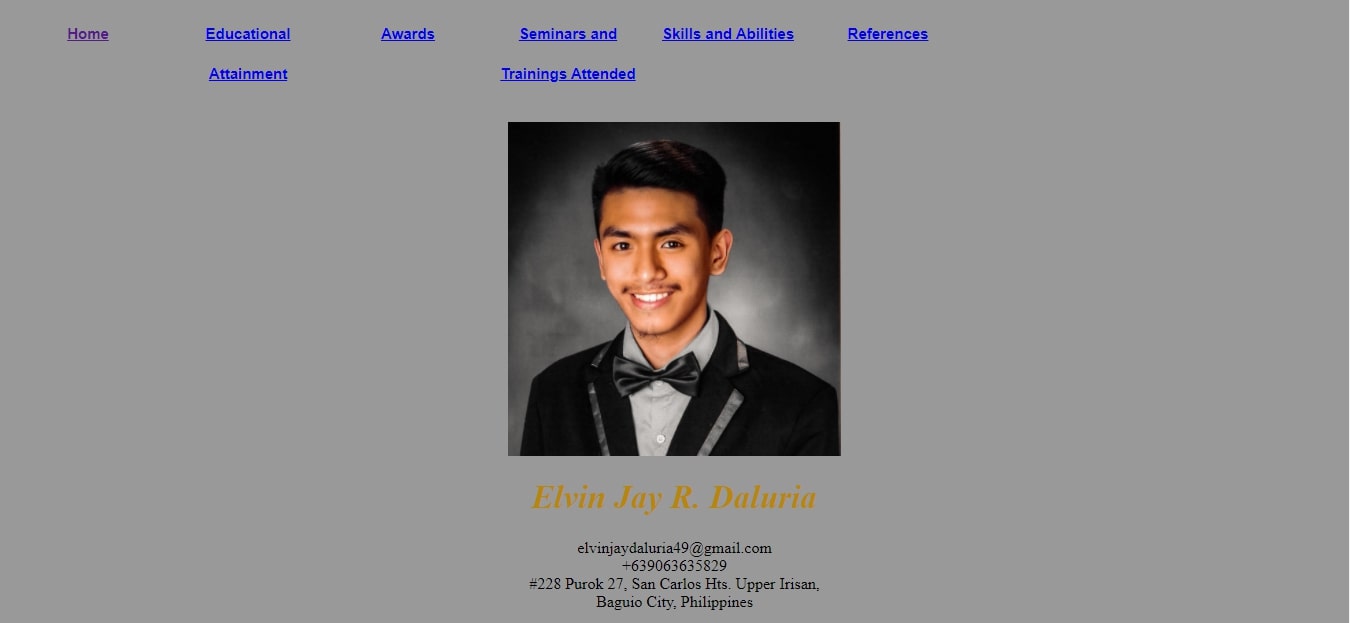 Home
Educational Attainment
Awards
Seminars and Trainings Attended
Skills and Abilities
References
Elvin Jay R. Daluria
elvinjaydaluria49@gmail.com
+639063635829
#228 Purok 27, San Carlos Hts. Upper Irisan,
Baguio City, Philippines